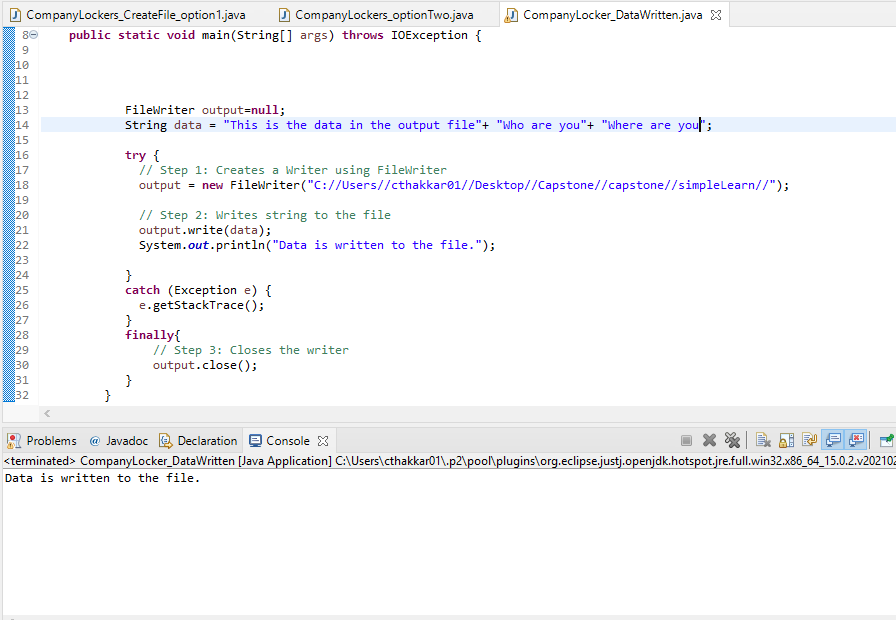 CompanyLockers_CreateFile_option1.java CompanyLockers_optionTwo.java CompanyLocker_DataWritten.java
8 public static void main(String[] args) throws IOException {
9
10
11
12
13 FileWriter output=null;
14 String data = "This is the data in the output file"+ "Who are you"+ "Where are you";
15
16 try {
17 // Step 1: Creates a Writer using FileWriter
18 output = new FileWriter("C://Users//cthakkar01//Desktop//Capstone//capstone//simpleLearn//");
19
20 // Step 2: Writes string to the file
21 output.write(data);
22 System.out.println("Data is written to the file.");
23
24 }
25 catch (Exception e) {
26 e.getStackTrace();
27 }
28 finally{
29 // Step 3: Closes the writer
30 output.close();
31 }
32 }
Problems @ Javadoc Declaration Console
<terminated> CompanyLocker_DataWritten [Java Application] C:\Users\cthakkar01\.p2\pool\plugins\org.eclipse.justj.openjdk.hotspot.jre.full.win32.x86_64_15.0.2.v202102
Data is written to the file.